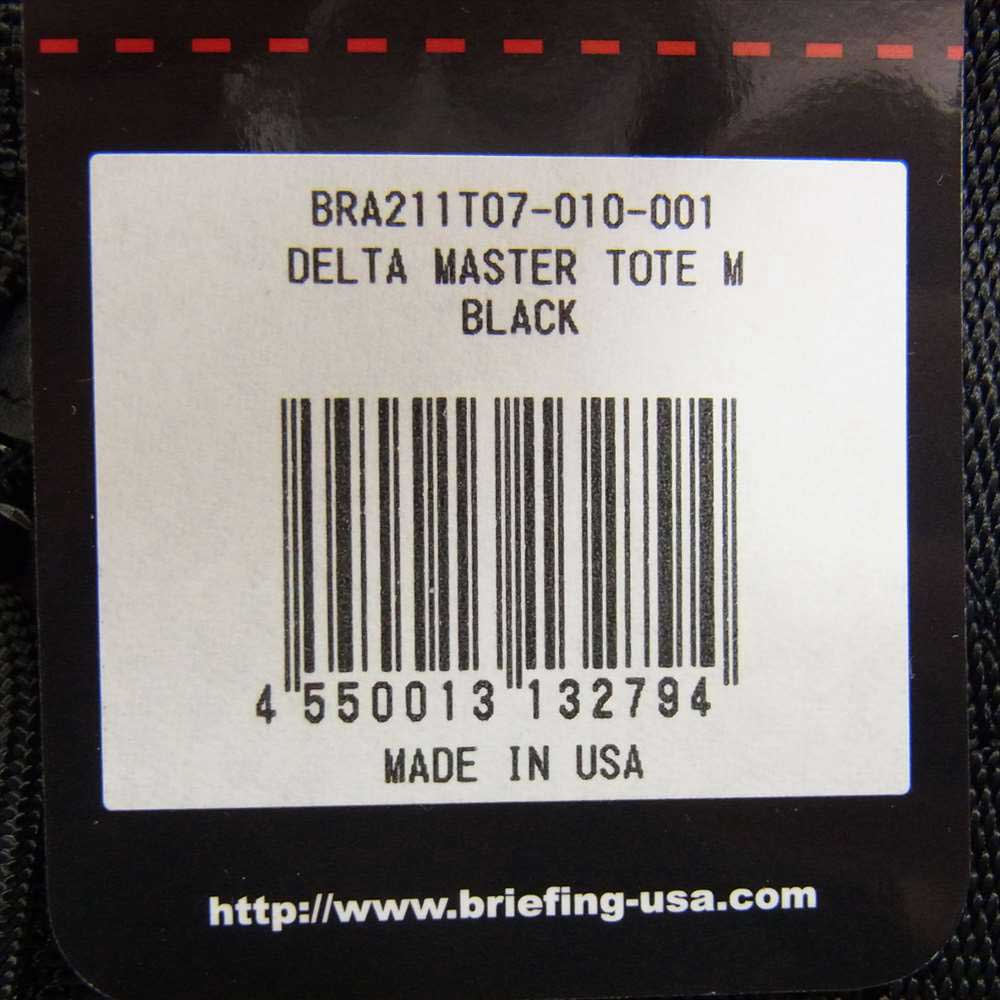 BRA211T07-010-001
DELTA MASTER TOTE M
BLACK
4 550013 132794
MADE IN USA
http://www.briefing-usa.com